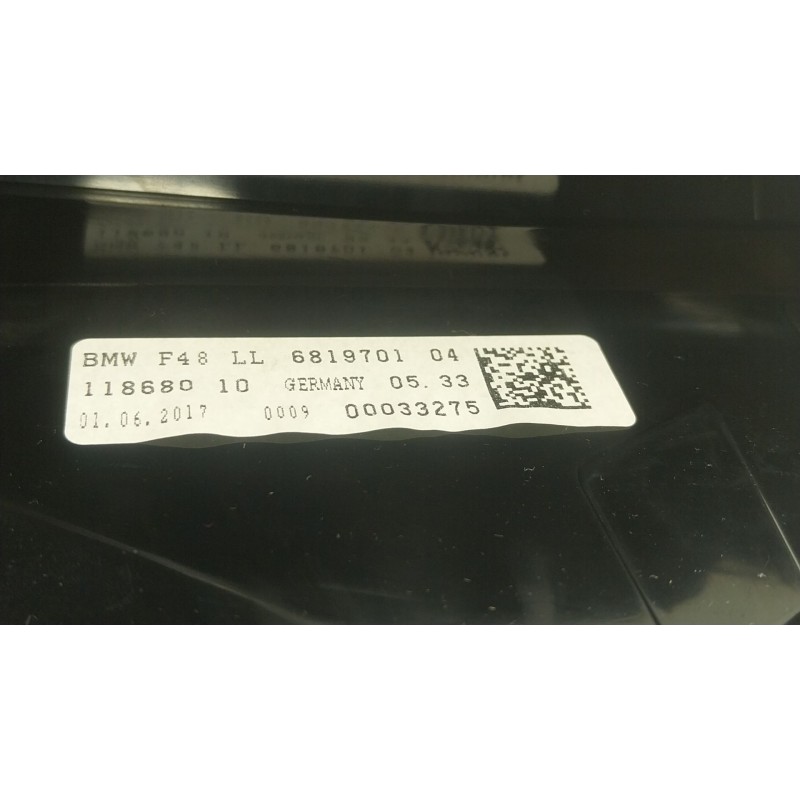 BMW F48 LL 6819701 04
118680 10 GERMANY 05.33
01.06.2017 0009 00033275